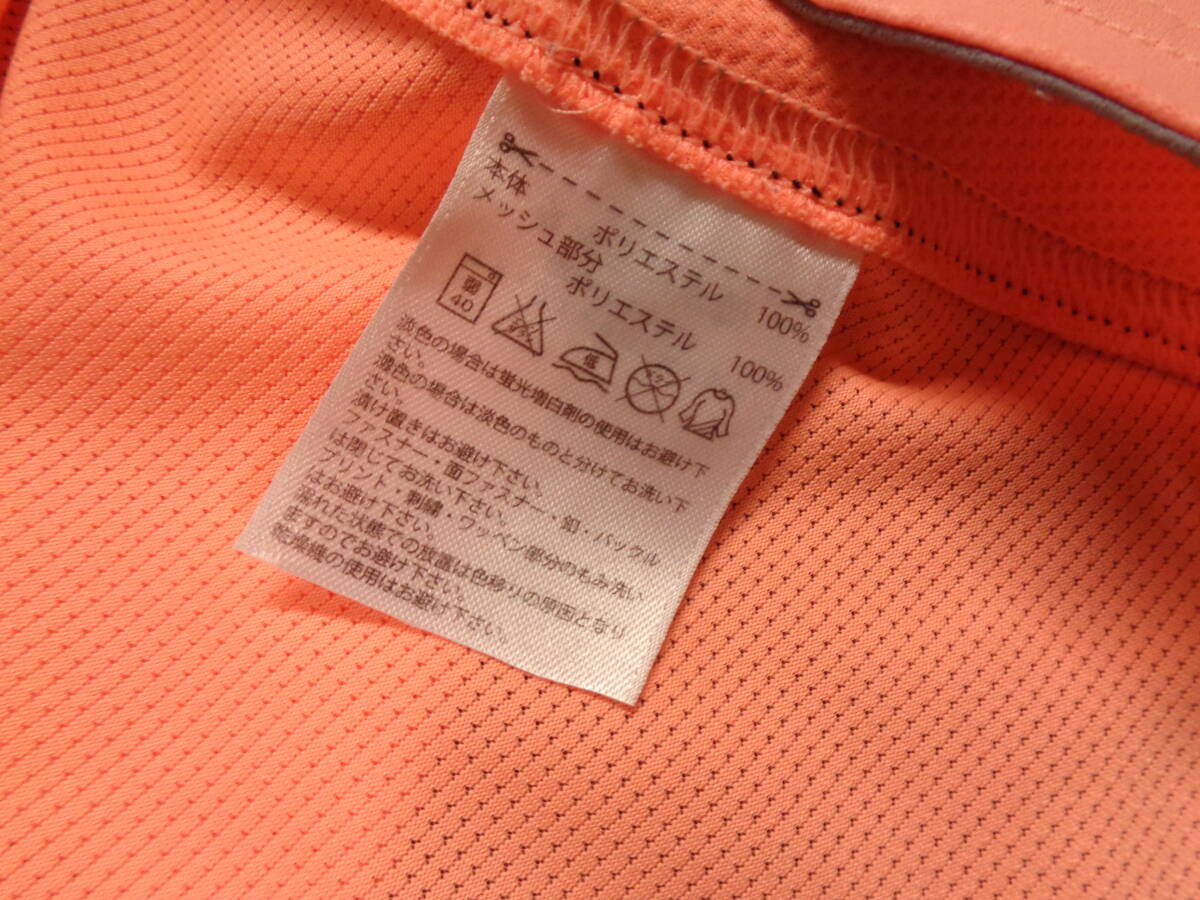 本体
ポリエステル 100%
メッシュ部分
ポリエステル 100%
弱
40
低
淡色の場合は蛍光増白剤の使用はお避け下
さい。
濃色の場合は淡色のものと分けてお洗い下
さい。
漬け置きはお避け下さい。
ファスナー・面ファスナー・釦・バックル
は閉じてお洗い下さい。
プリント・刺繍・ワッペン部分のもみ洗い
はお避け下さい。
濡れた状態での放置は色移りの原因となり
ますのでお避け下さい。
乾燥機の使用はお避け下さい。